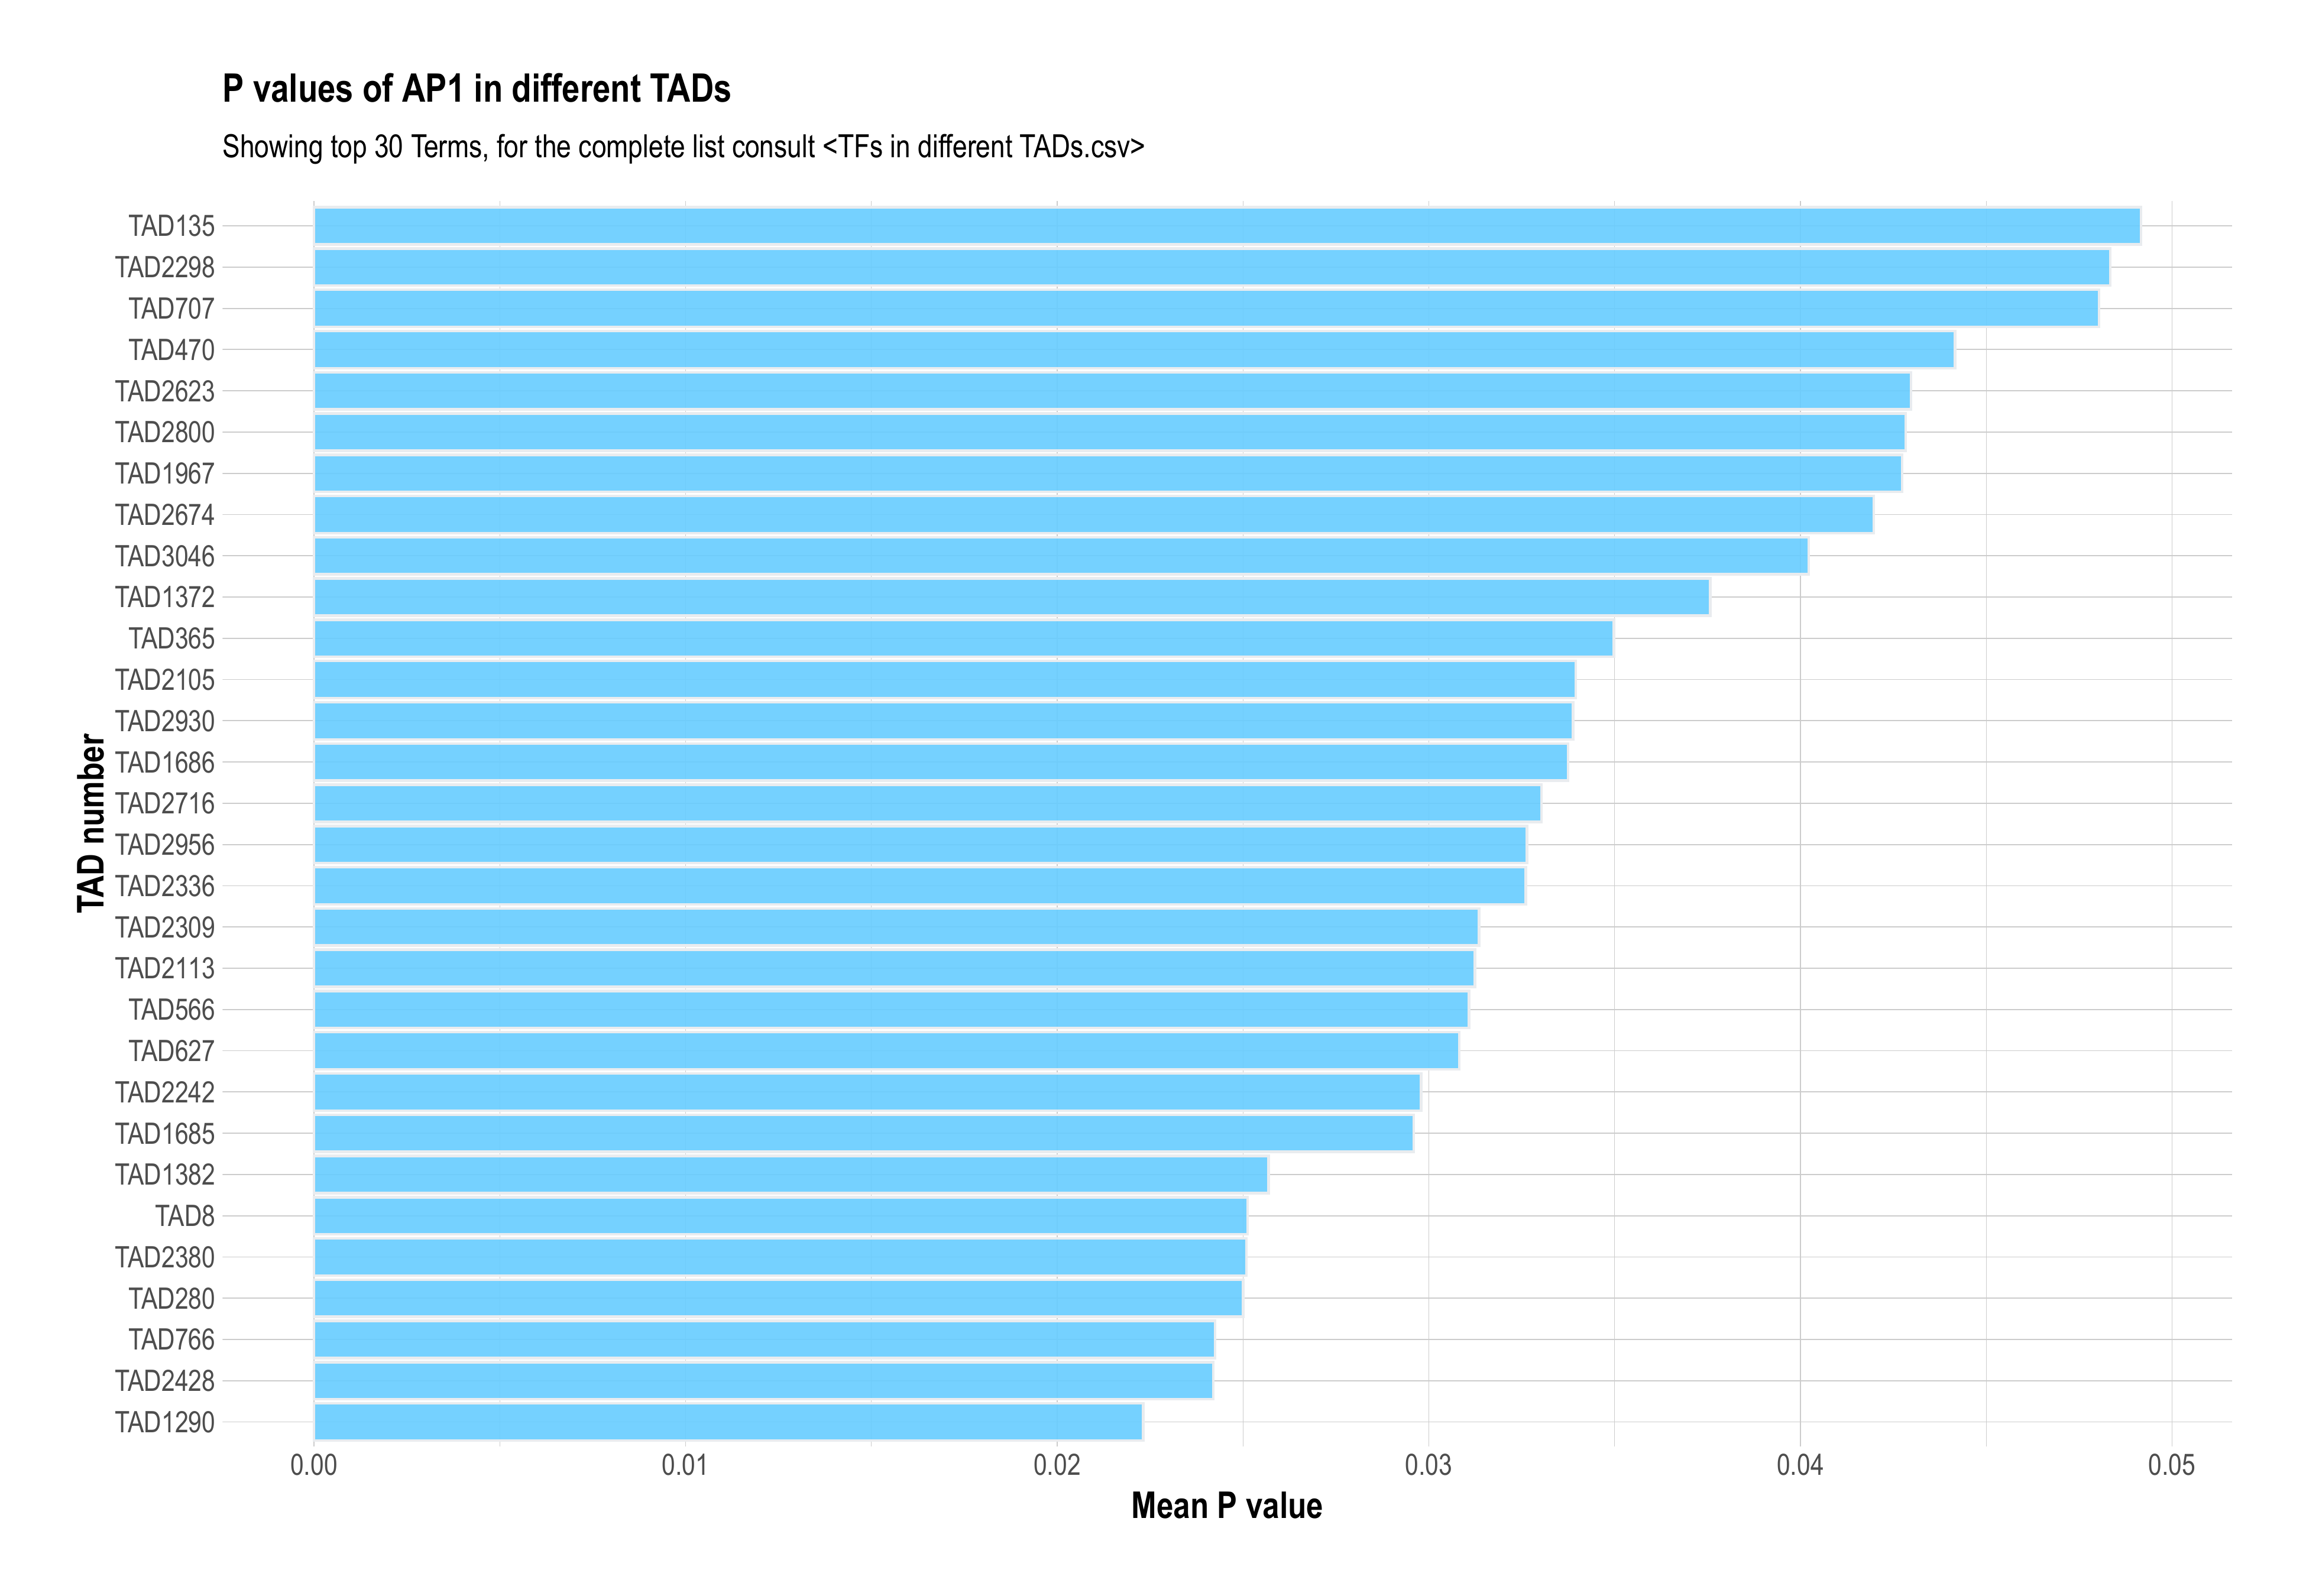 P values of AP1 in different TADs
Showing top 30 Terms, for the complete list consult <TFs in different TADs.csv>
TAD number
TAD135
TAD2298
TAD707
TAD470
TAD2623
TAD2800
TAD1967
TAD2674
TAD3046
TAD1372
TAD365
TAD2105
TAD2930
TAD1686
TAD2716
TAD2956
TAD2336
TAD2309
TAD2113
TAD566
TAD627
TAD2242
TAD1685
TAD1382
TAD8
TAD2380
TAD280
TAD766
TAD2428
TAD1290
0.00 0.01 0.02 0.03 0.04 0.05
Mean P value